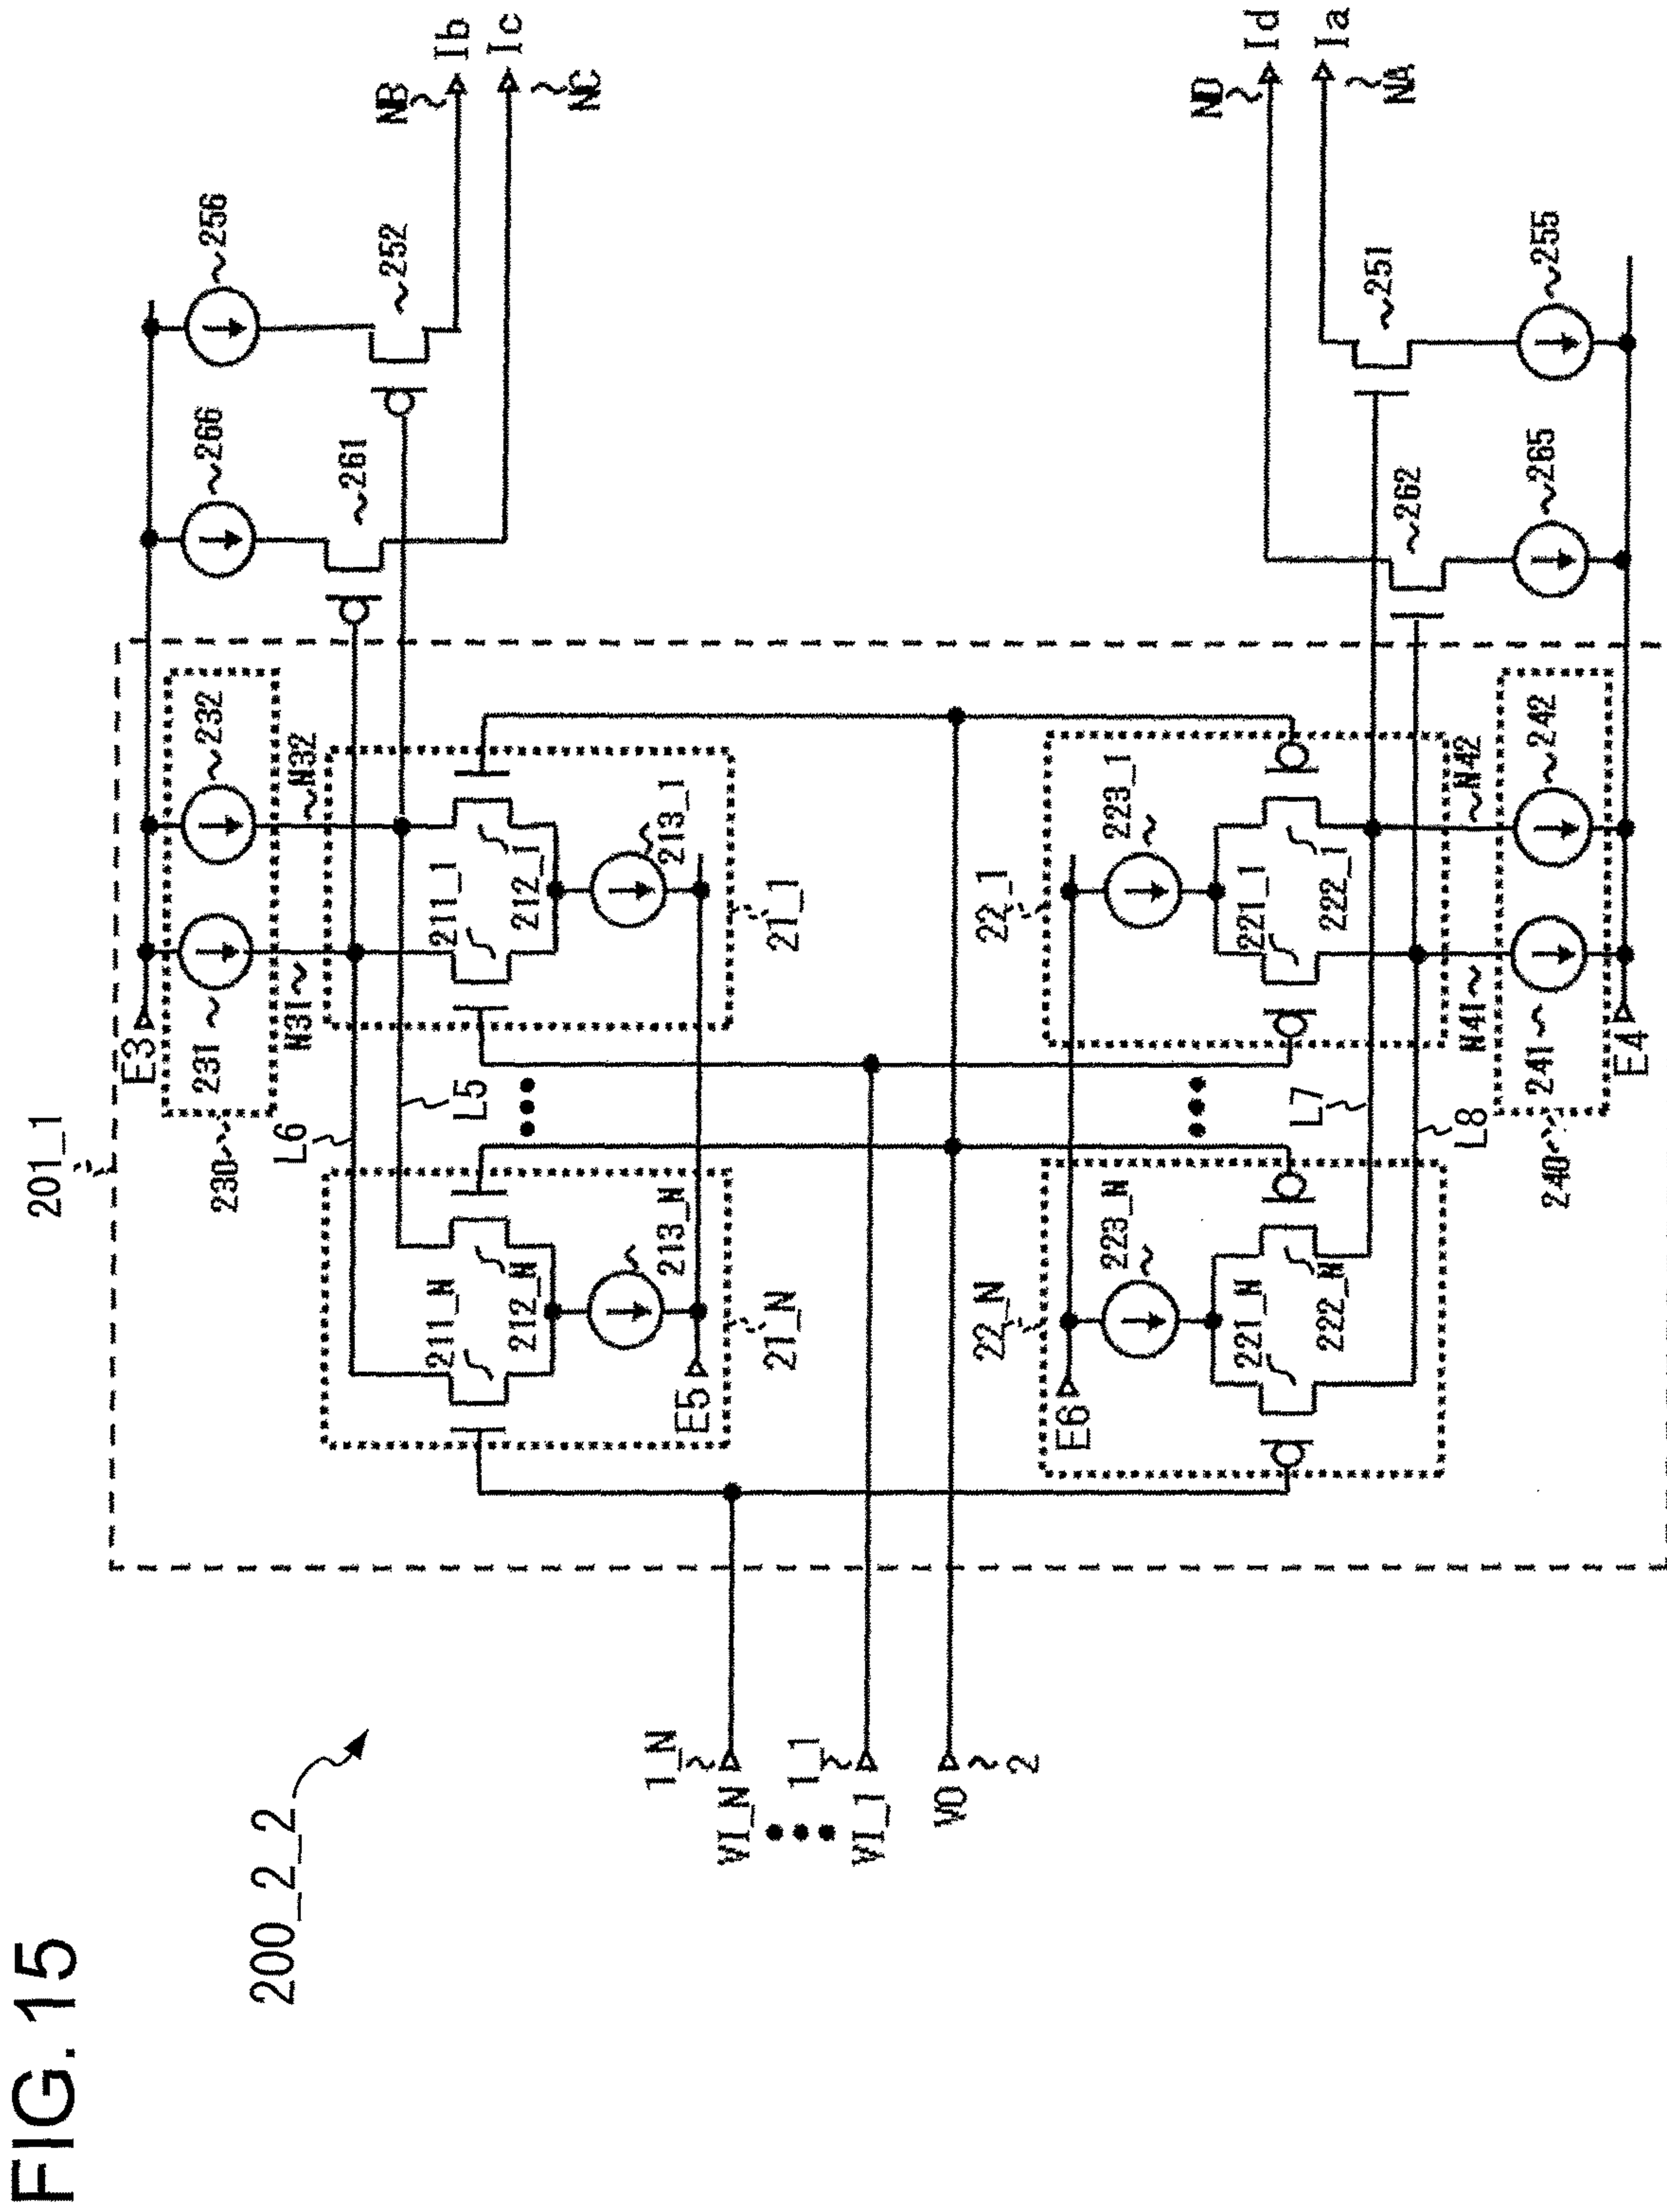 FIG. 15
200_2_2
201_1
E3
230
231
232
266
256
N31
N32
L6
L5
261
252
NB
Ib
Ic
NC
211_N
212_N
213_N
21_N
E5
211_1
212_1
213_1
21_1
VI_N
1_N
VI_1
1_1
VO
2
22_N
E6
223_N
221_N
222_N
22_1
223_1
221_1
222_1
L7
L8
N41
N42
240
241
242
E4
262
251
265
255
ND
Id
Ia
NA